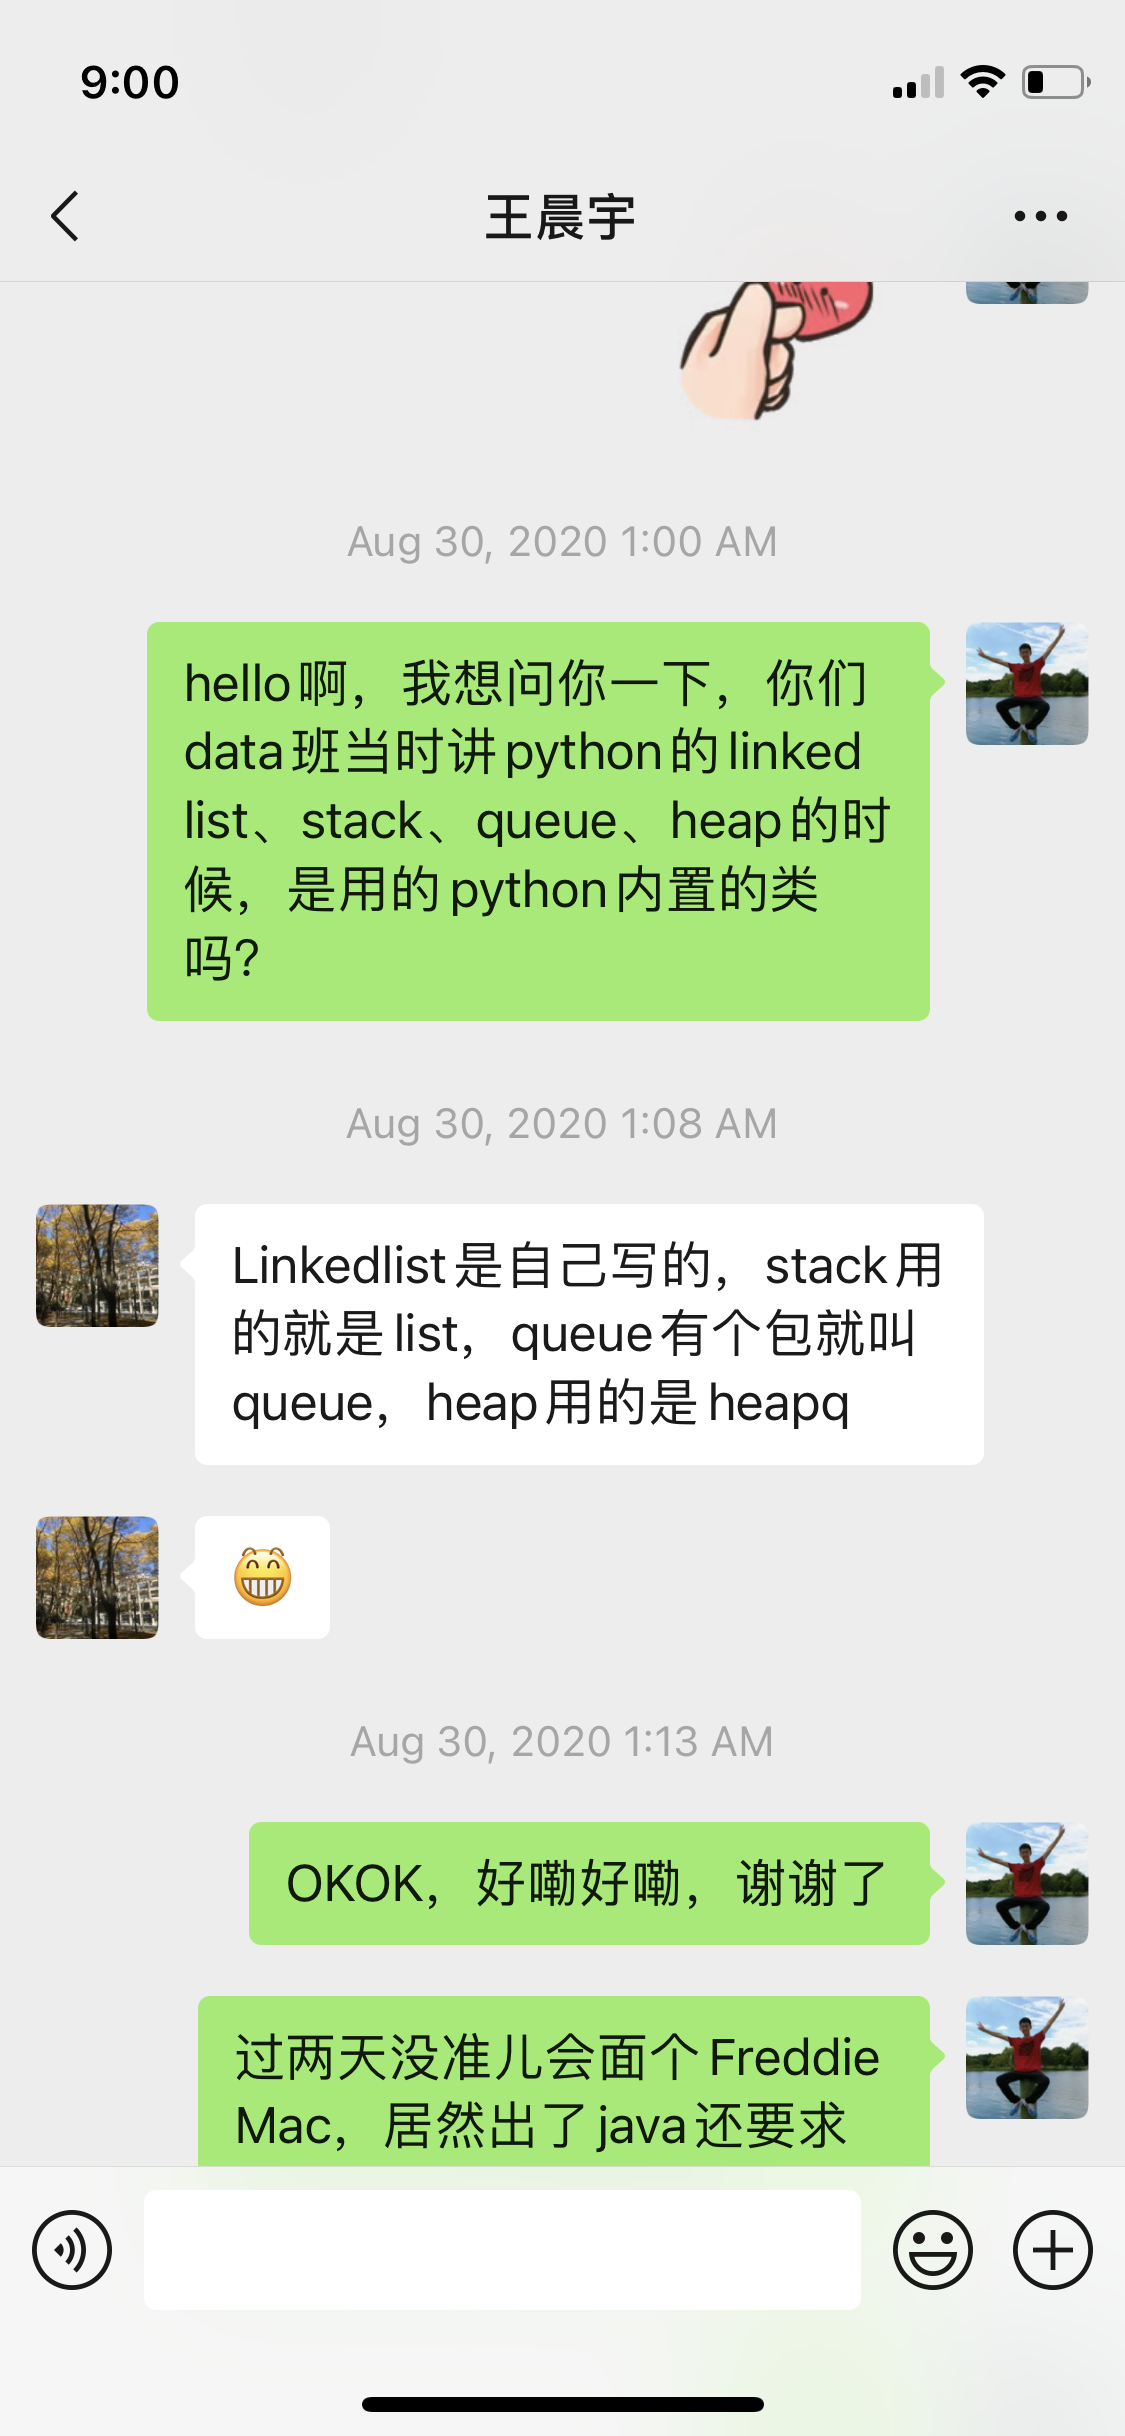 9:00
王晨宇
Aug 30, 2020 1:00 AM
hello啊，我想问你一下，你们
data班当时讲python的linked
list、stack、queue、heap的时
候，是用的python内置的类
吗？
Aug 30, 2020 1:08 AM
Linkedlist是自己写的，stack用
的就是list，queue有个包就叫
queue，heap用的是heapq
Aug 30, 2020 1:13 AM
OKOK，好嘞好嘞，谢谢了
过两天没准儿会面个Freddie
Mac，居然出了java还要求